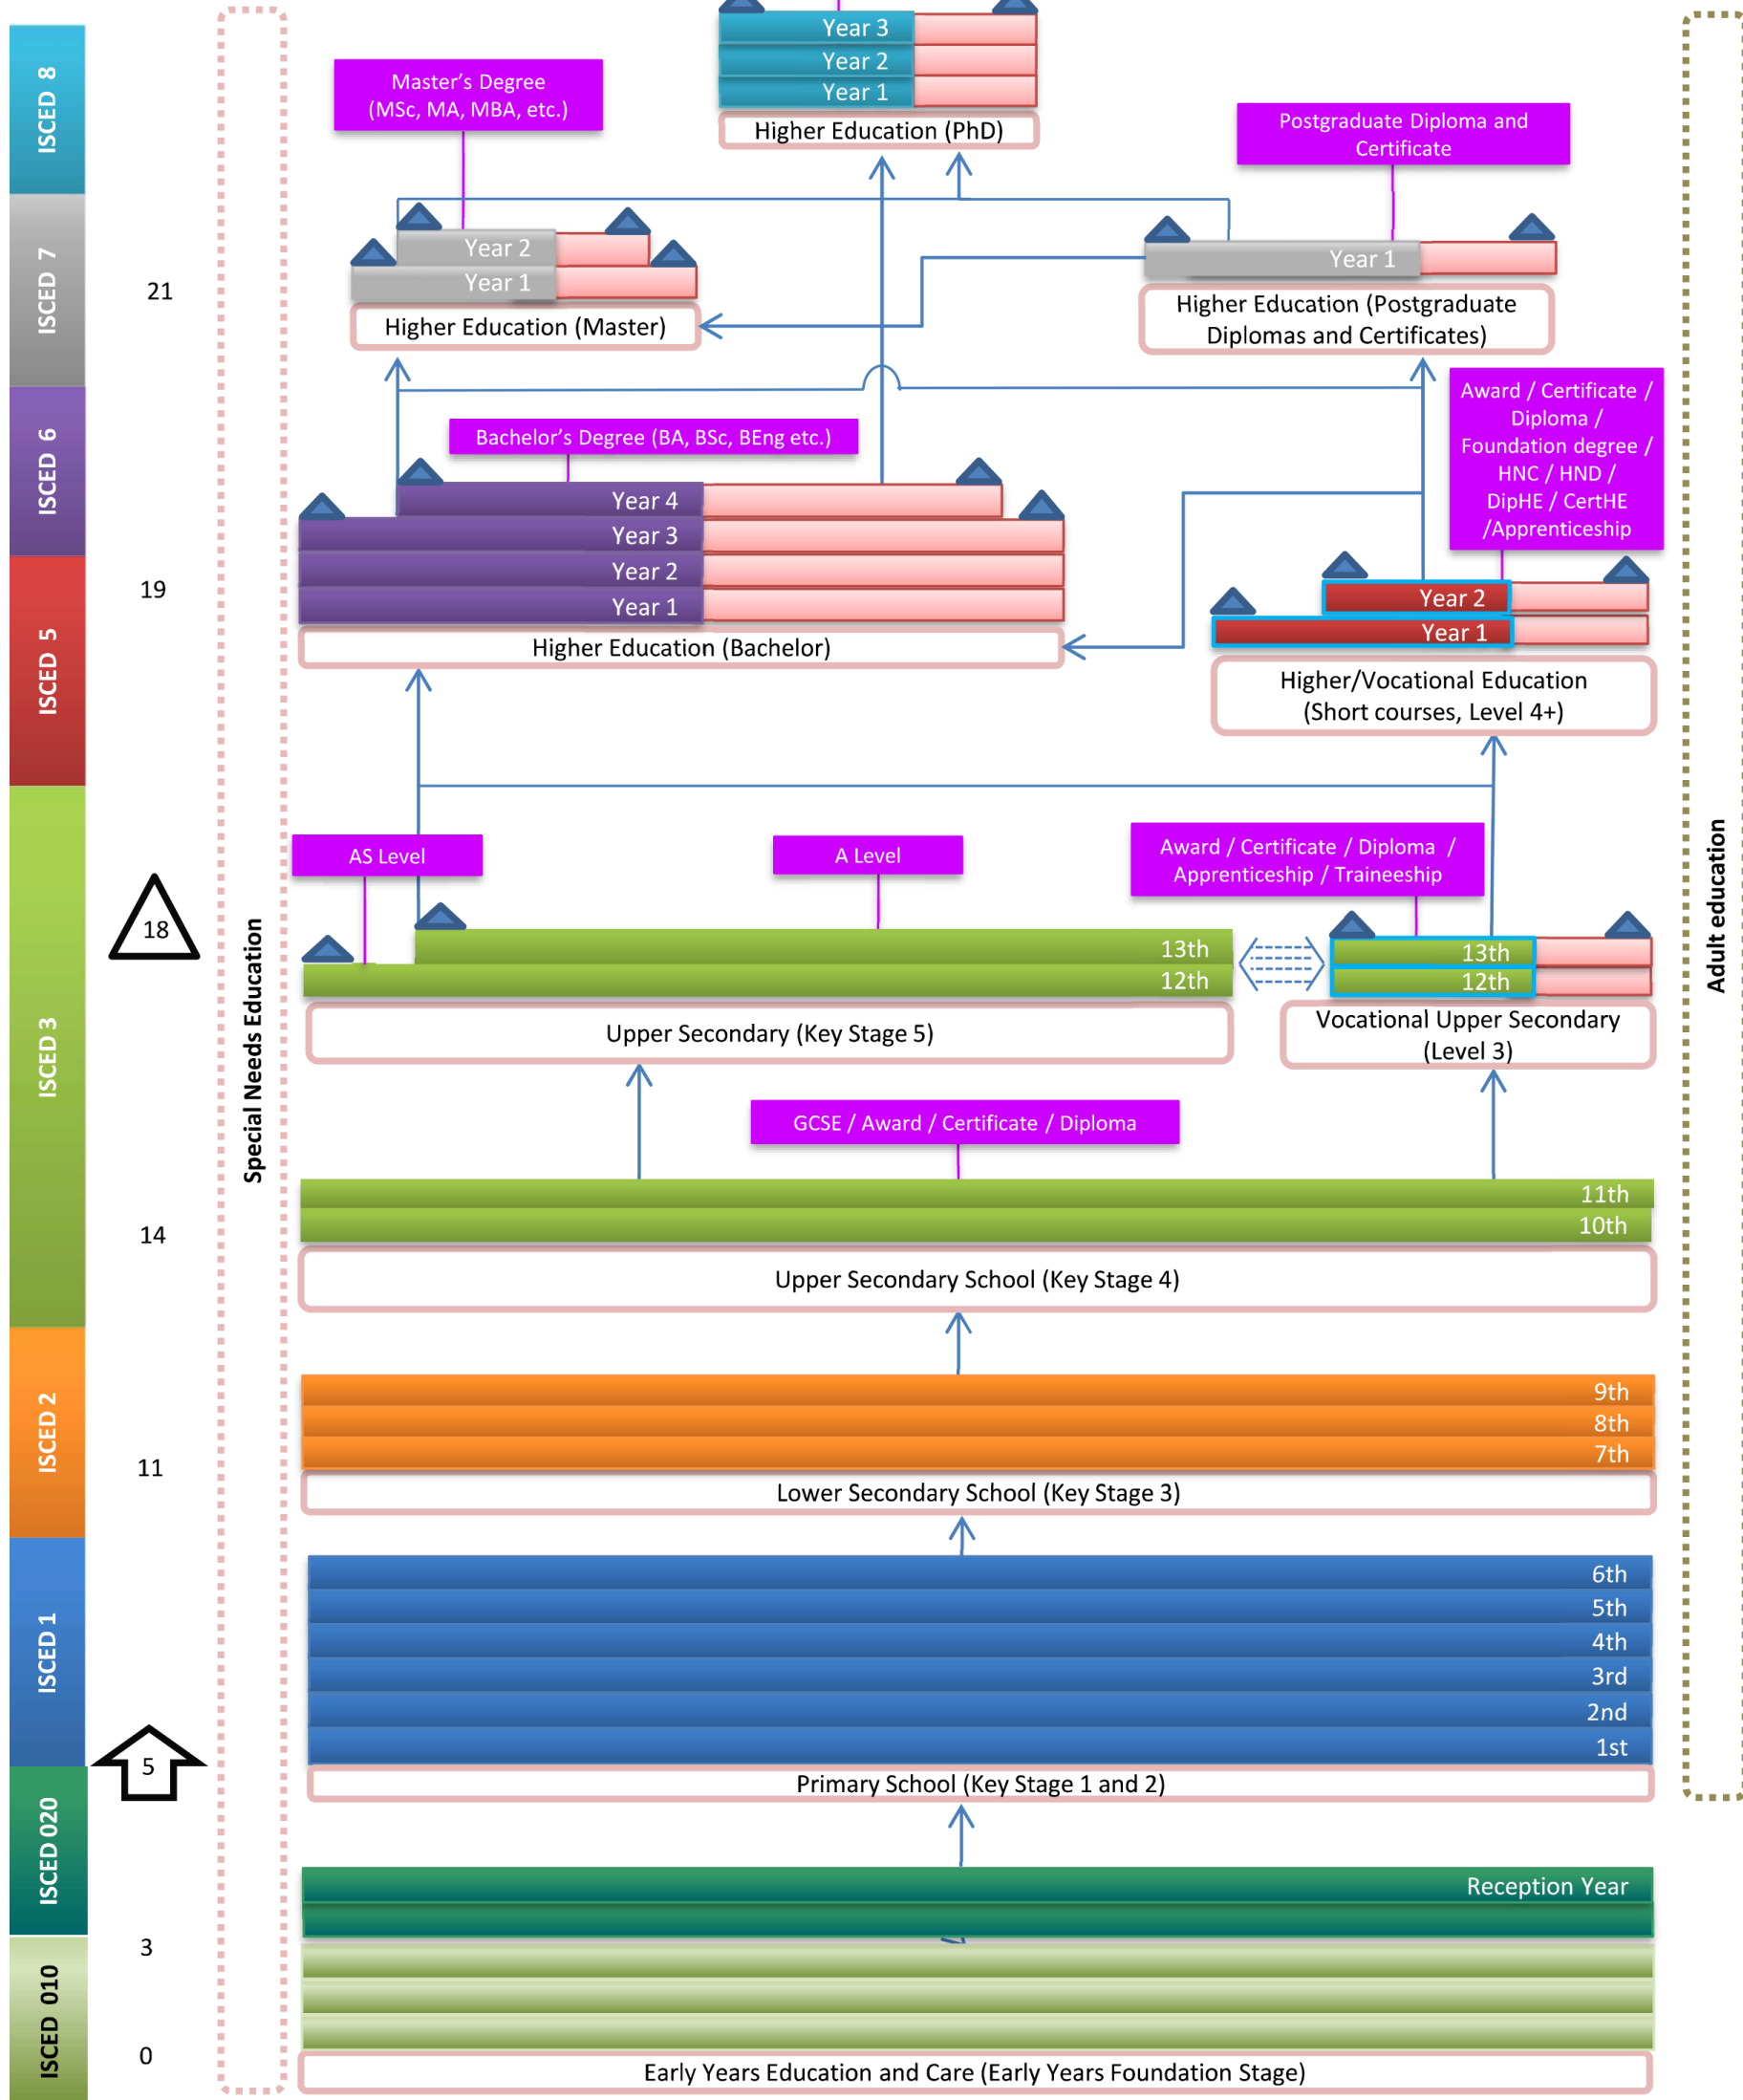 Year 3
Year 2
Year 1
Higher Education (PhD)
ISCED 8
Master's Degree
(MSc, MA, MBA, etc.)
Postgraduate Diploma and
Certificate
ISCED 7
21
Year 2
Year 1
Higher Education (Master)
Year 1
Higher Education (Postgraduate
Diplomas and Certificates)
ISCED 6
Bachelor's Degree (BA, BSc, BEng etc.)
Award / Certificate /
Diploma /
Foundation degree /
HNC / HND /
DipHE / CertHE
/Apprenticeship
Year 4
Year 3
Year 2
Year 1
Higher Education (Bachelor)
ISCED 5
19
Year 2
Year 1
Higher/Vocational Education
(Short courses, Level 4+)
ISCED 3
18
AS Level
A Level
Award / Certificate / Diploma /
Apprenticeship / Traineeship
13th
12th
Upper Secondary (Key Stage 5)
13th
12th
Vocational Upper Secondary
(Level 3)
Special Needs Education
Adult education
GCSE / Award / Certificate / Diploma
11th
10th
14
Upper Secondary School (Key Stage 4)
ISCED 2
9th
8th
7th
11
Lower Secondary School (Key Stage 3)
ISCED 1
6th
5th
4th
3rd
2nd
1st
5
Primary School (Key Stage 1 and 2)
ISCED 020
Reception Year
3
ISCED 010
0
Early Years Education and Care (Early Years Foundation Stage)